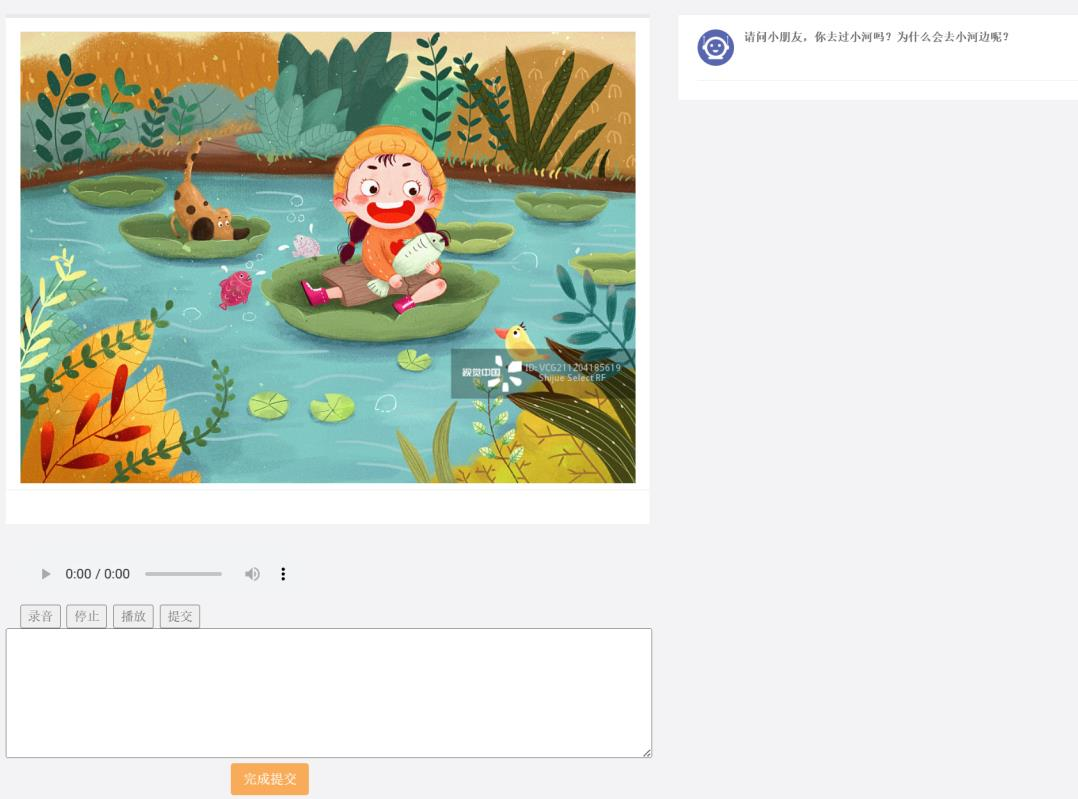 请问小朋友，你去过小河吗？为什么会去小河边呢？
视觉中国
ID: VCG211204185619
Shijue Select RF
0:00 / 0:00
录音 停止 播放 提交
完成提交